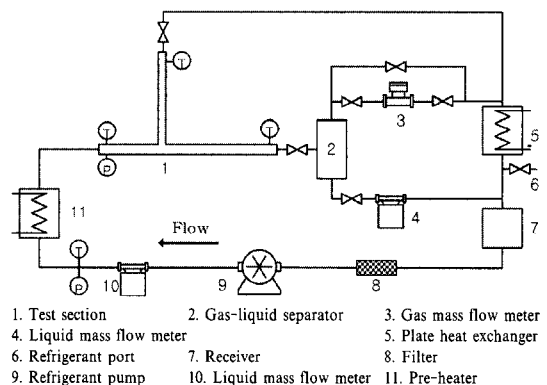 T
T
T
P
1
2
3
4
5
6
7
8
9
10
11
T
P
Flow
1. Test section 2. Gas-liquid separator 3. Gas mass flow meter
4. Liquid mass flow meter 5. Plate heat exchanger
6. Refrigerant port 7. Receiver 8. Filter
9. Refrigerant pump 10. Liquid mass flow meter 11. Pre-heater